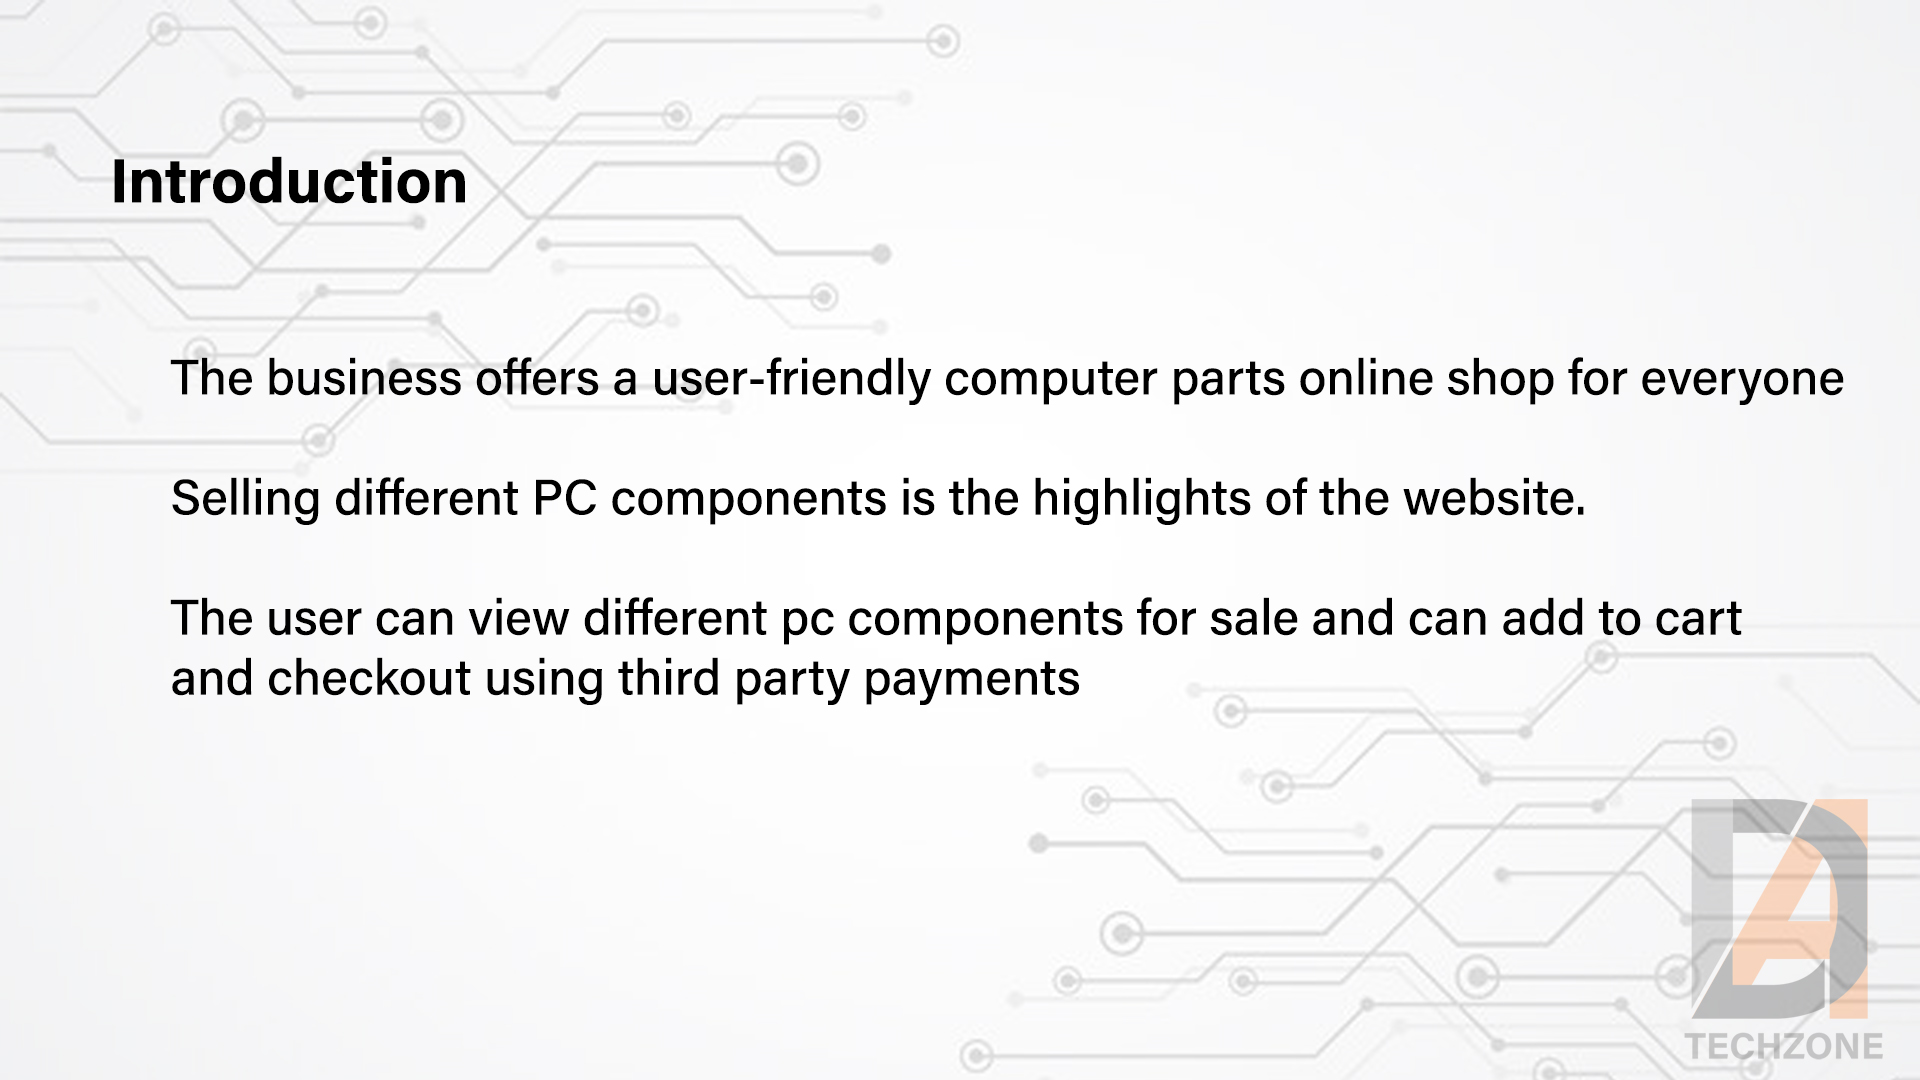 Introduction
The business offers a user-friendly computer parts online shop for everyone
Selling different PC components is the highlights of the website.
The user can view different pc components for sale and can add to cart
and checkout using third party payments
DA
TECHZONE